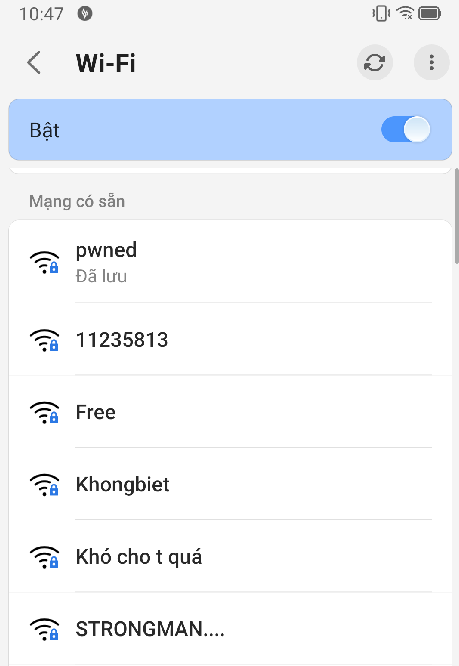 10:47
Wi-Fi
Bật
Mạng có sẵn
pwned
Đã lưu
11235813
Free
Khongbiet
Khó cho t quá
STRONGMAN....